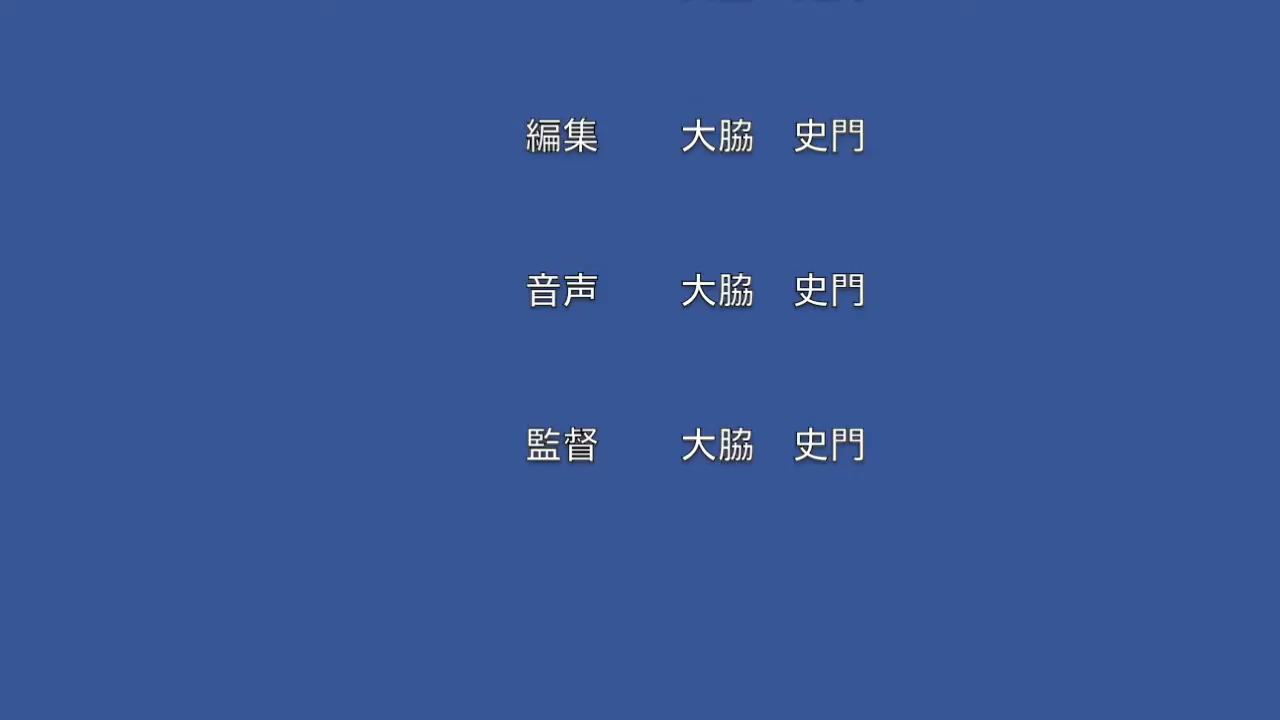 編集 大脇 史門
音声 大脇 史門
監督 大脇 史門